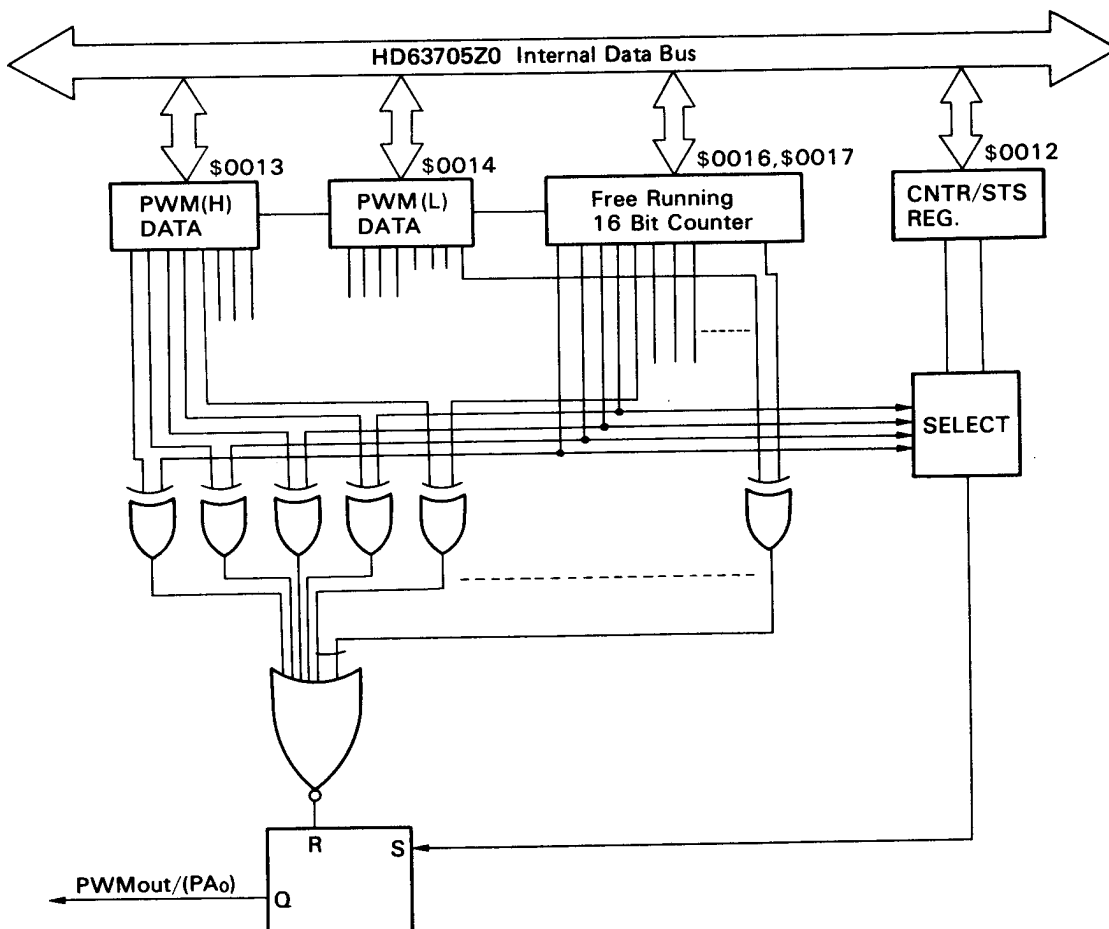 HD63705Z0 Internal Data Bus
$0013
$0014
$0016,$0017
$0012
PWM(H)
DATA
PWM(L)
DATA
Free Running
16 Bit Counter
CNTR/STS
REG.
SELECT
R
S
PWMout/(PA0)
Q